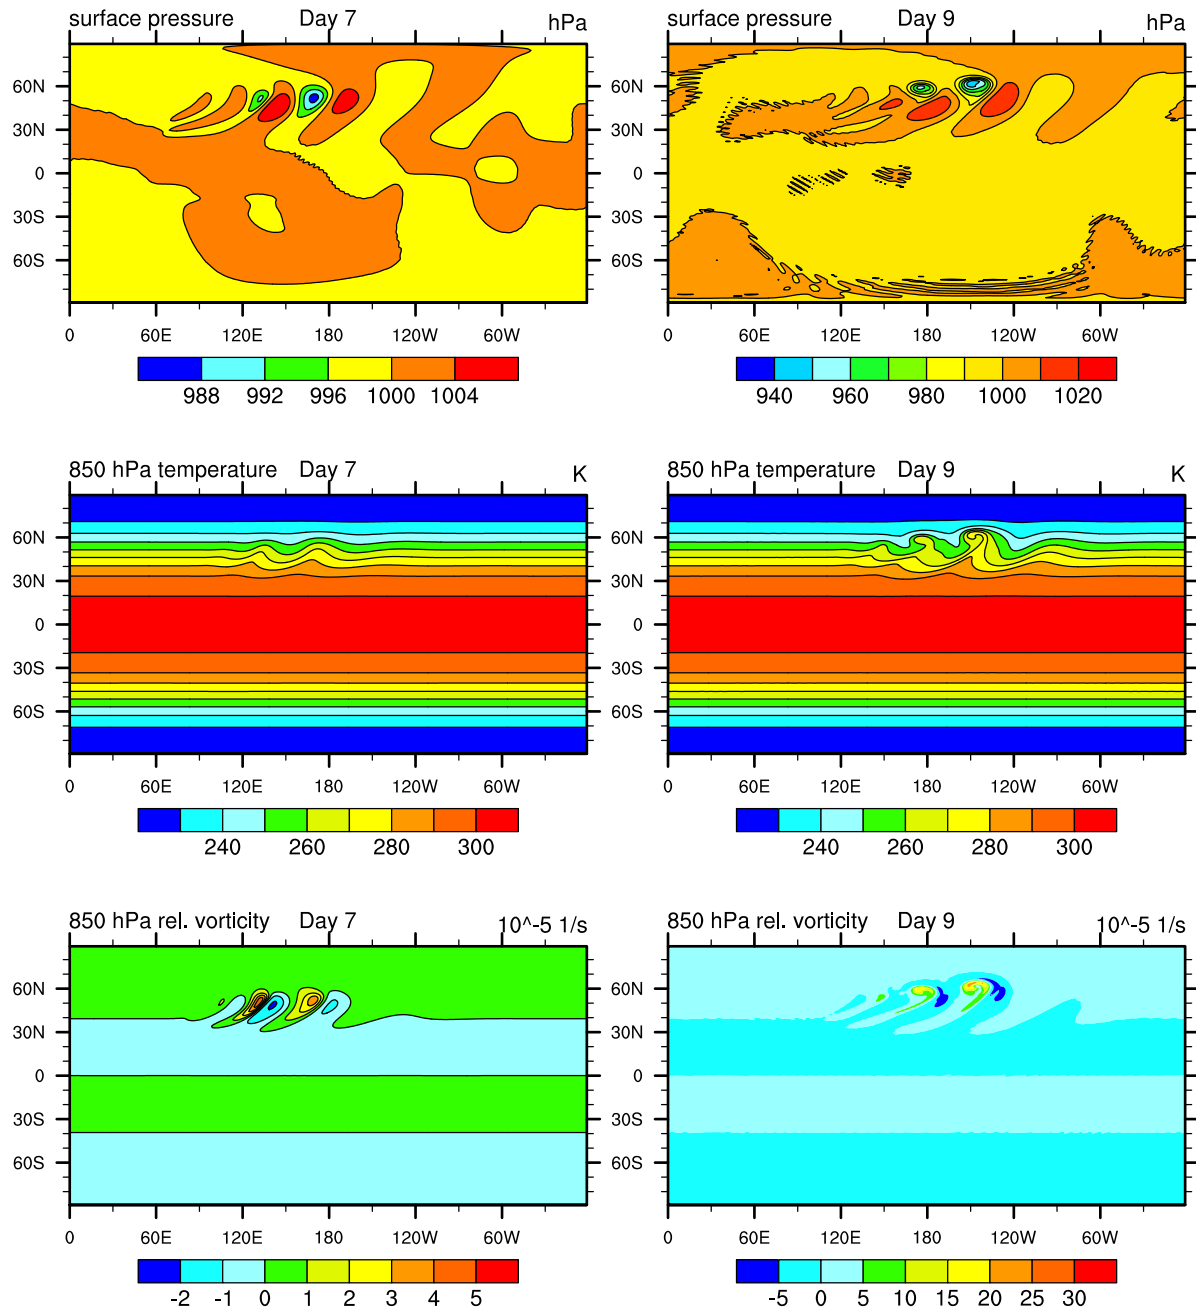 surface pressure Day 7 hPa
60N
30N
0
30S
60S
0 60E 120E 180 120W 60W
988 992 996 1000 1004
surface pressure Day 9 hPa
60N
30N
0
30S
60S
0 60E 120E 180 120W 60W
940 960 980 1000 1020
850 hPa temperature Day 7 K
60N
30N
0
30S
60S
0 60E 120E 180 120W 60W
240 260 280 300
850 hPa temperature Day 9 K
60N
30N
0
30S
60S
0 60E 120E 180 120W 60W
240 260 280 300
850 hPa rel. vorticity Day 7 10^-5 1/s
60N
30N
0
30S
60S
0 60E 120E 180 120W 60W
-2 -1 0 1 2 3 4 5
850 hPa rel. vorticity Day 9 10^-5 1/s
60N
30N
0
30S
60S
0 60E 120E 180 120W 60W
-5 0 5 10 15 20 25 30